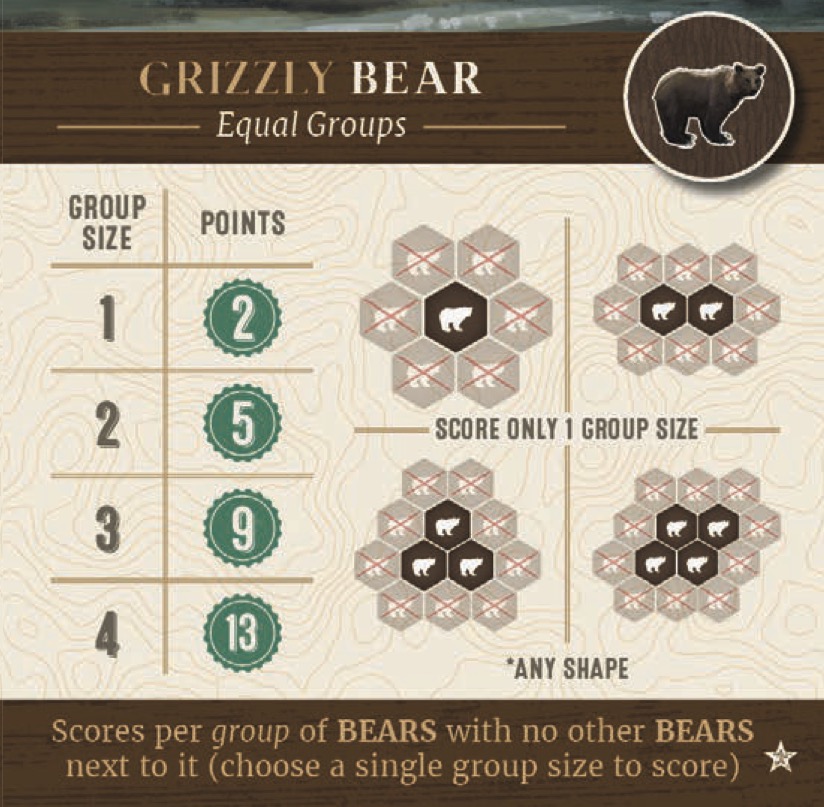 GRIZZLY BEAR
Equal Groups
GROUP SIZE POINTS
1 2
2 5
3 9
4 13
SCORE ONLY 1 GROUP SIZE
*ANY SHAPE
Scores per group of BEARS with no other BEARS
next to it (choose a single group size to score)